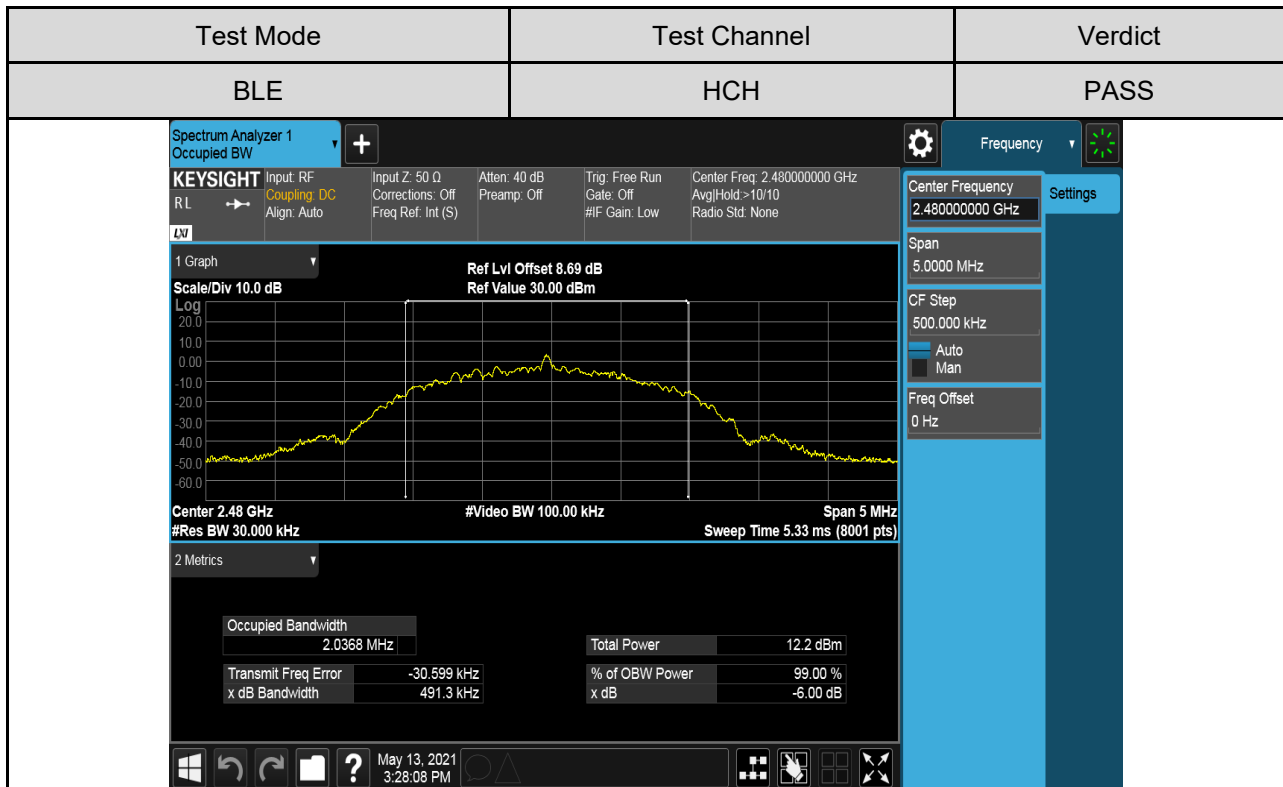 Test Mode Test Channel Verdict
BLE HCH PASS
Spectrum Analyzer 1
Occupied BW
Frequency
KEYSIGHT Input: RF Input Z: 50 Ω Atten: 40 dB Trig: Free Run Center Freq: 2.480000000 GHz
RL Coupling: DC Corrections: Off Preamp: Off Gate: Off Avg|Hold:>10/10
Align: Auto Freq Ref: Int (S) #IF Gain: Low Radio Std: None
LXI
Center Frequency
2.480000000 GHz
Settings
Span
5.0000 MHz
CF Step
500.000 kHz
Auto
Man
Freq Offset
0 Hz
1 Graph
Ref Lvl Offset 8.69 dB
Scale/Div 10.0 dB Ref Value 30.00 dBm
Log
20.0
10.0
0.00
-10.0
-20.0
-30.0
-40.0
-50.0
-60.0
Center 2.48 GHz #Video BW 100.00 kHz Span 5 MHz
#Res BW 30.000 kHz Sweep Time 5.33 ms (8001 pts)
2 Metrics
Occupied Bandwidth
2.0368 MHz
Total Power 12.2 dBm
Transmit Freq Error -30.599 kHz % of OBW Power 99.00 %
x dB Bandwidth 491.3 kHz x dB -6.00 dB
?
May 13, 2021
3:28:08 PM